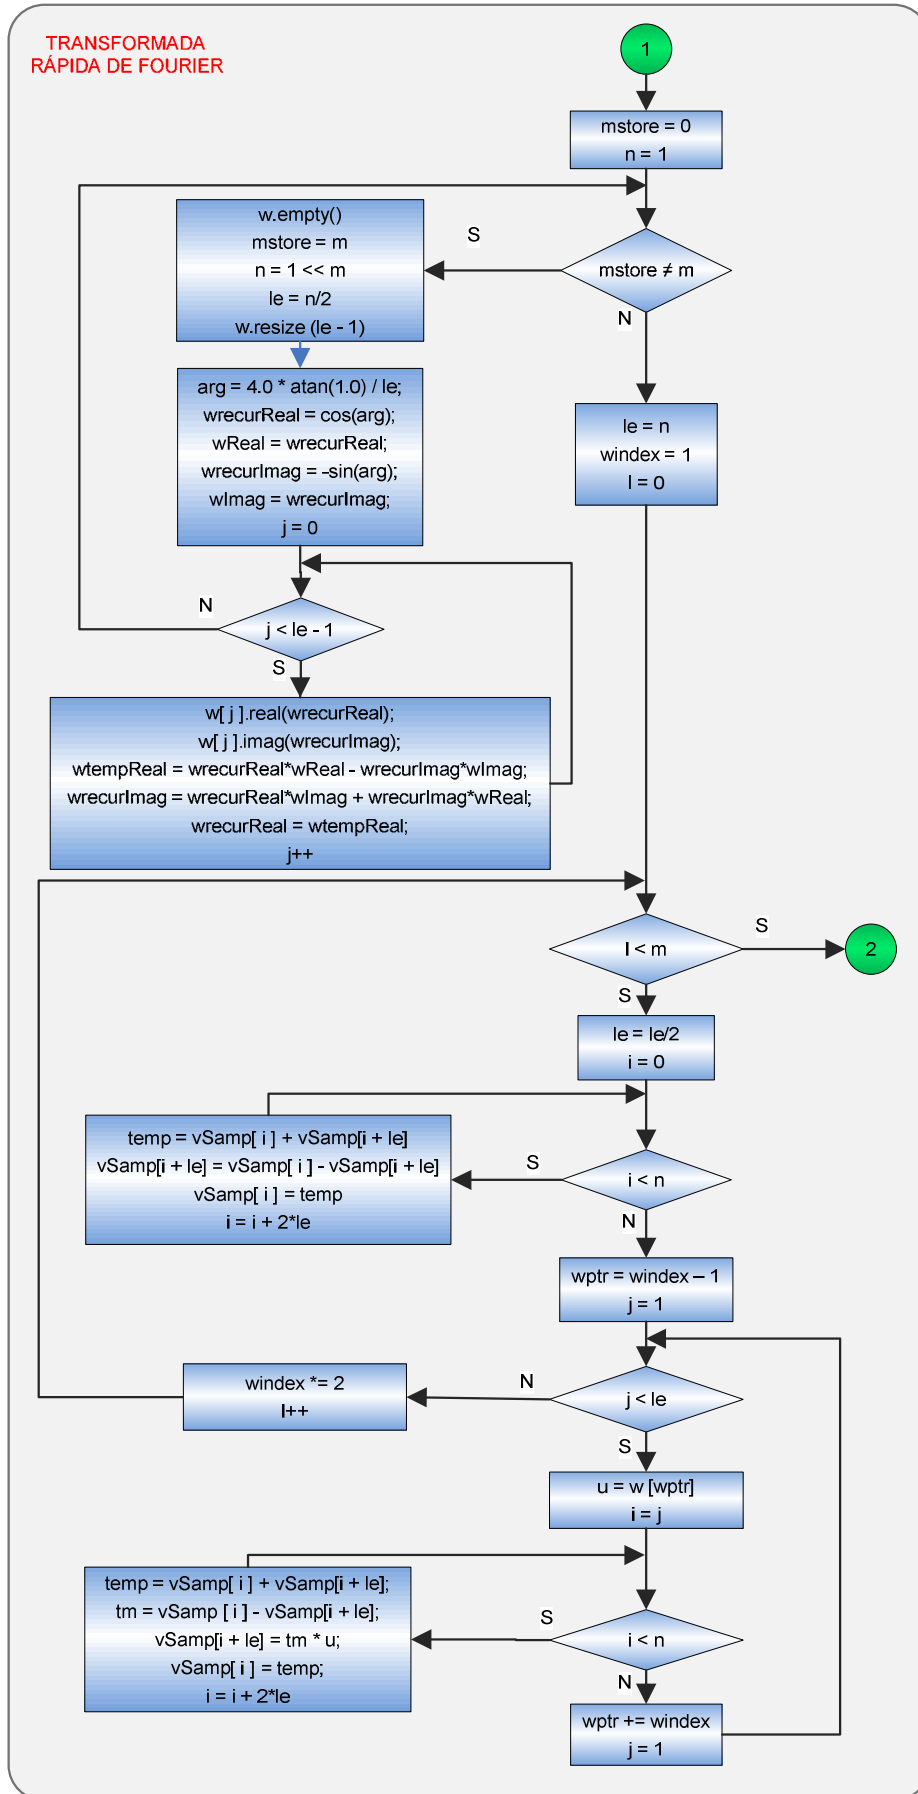 TRANSFORMADA
RÁPIDA DE FOURIER
1
mstore = 0
n = 1
mstore ≠ m
S
N
w.empty()
mstore = m
n = 1 << m
le = n/2
w.resize (le - 1)
arg = 4.0 * atan(1.0) / le;
wrecurReal = cos(arg);
wReal = wrecurReal;
wrecurImag = -sin(arg);
wImag = wrecurImag;
j = 0
le = n
windex = 1
l = 0
N
j < le - 1
S
w[ j ].real(wrecurReal);
w[ j ].imag(wrecurImag);
wtempReal = wrecurReal*wReal - wrecurImag*wImag;
wrecurImag = wrecurReal*wImag + wrecurImag*wReal;
wrecurReal = wtempReal;
j++
l < m
S
2
S
le = le/2
i = 0
temp = vSamp[ i ] + vSamp[i + le]
vSamp[i + le] = vSamp[ i ] - vSamp[i + le]
vSamp[ i ] = temp
i = i + 2*le
S
i < n
N
wptr = windex – 1
j = 1
windex *= 2
l++
N
j < le
S
u = w [wptr]
i = j
temp = vSamp[ i ] + vSamp[i + le];
tm = vSamp [ i ] - vSamp[i + le];
vSamp[i + le] = tm * u;
vSamp[ i ] = temp;
i = i + 2*le
S
i < n
N
wptr += windex
j = 1